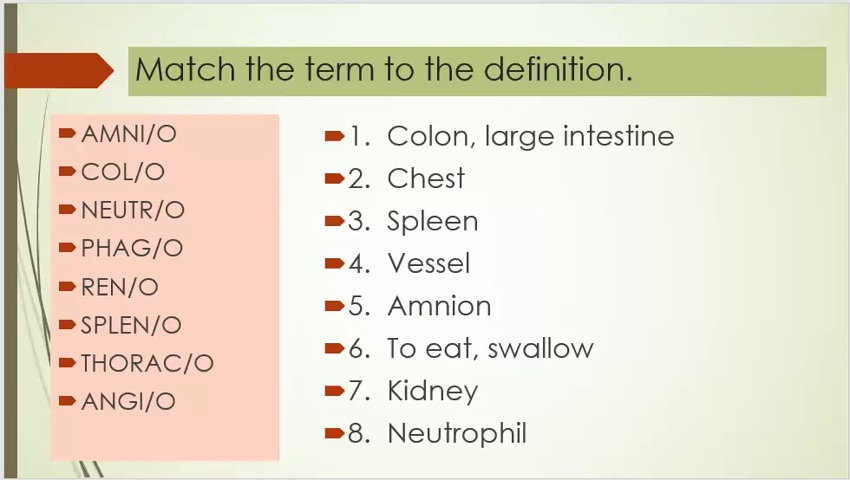 Match the term to the definition.
AMNI/O
COL/O
NEUTR/O
PHAG/O
REN/O
SPLEN/O
THORAC/O
ANGI/O
1. Colon, large intestine
2. Chest
3. Spleen
4. Vessel
5. Amnion
6. To eat, swallow
7. Kidney
8. Neutrophil